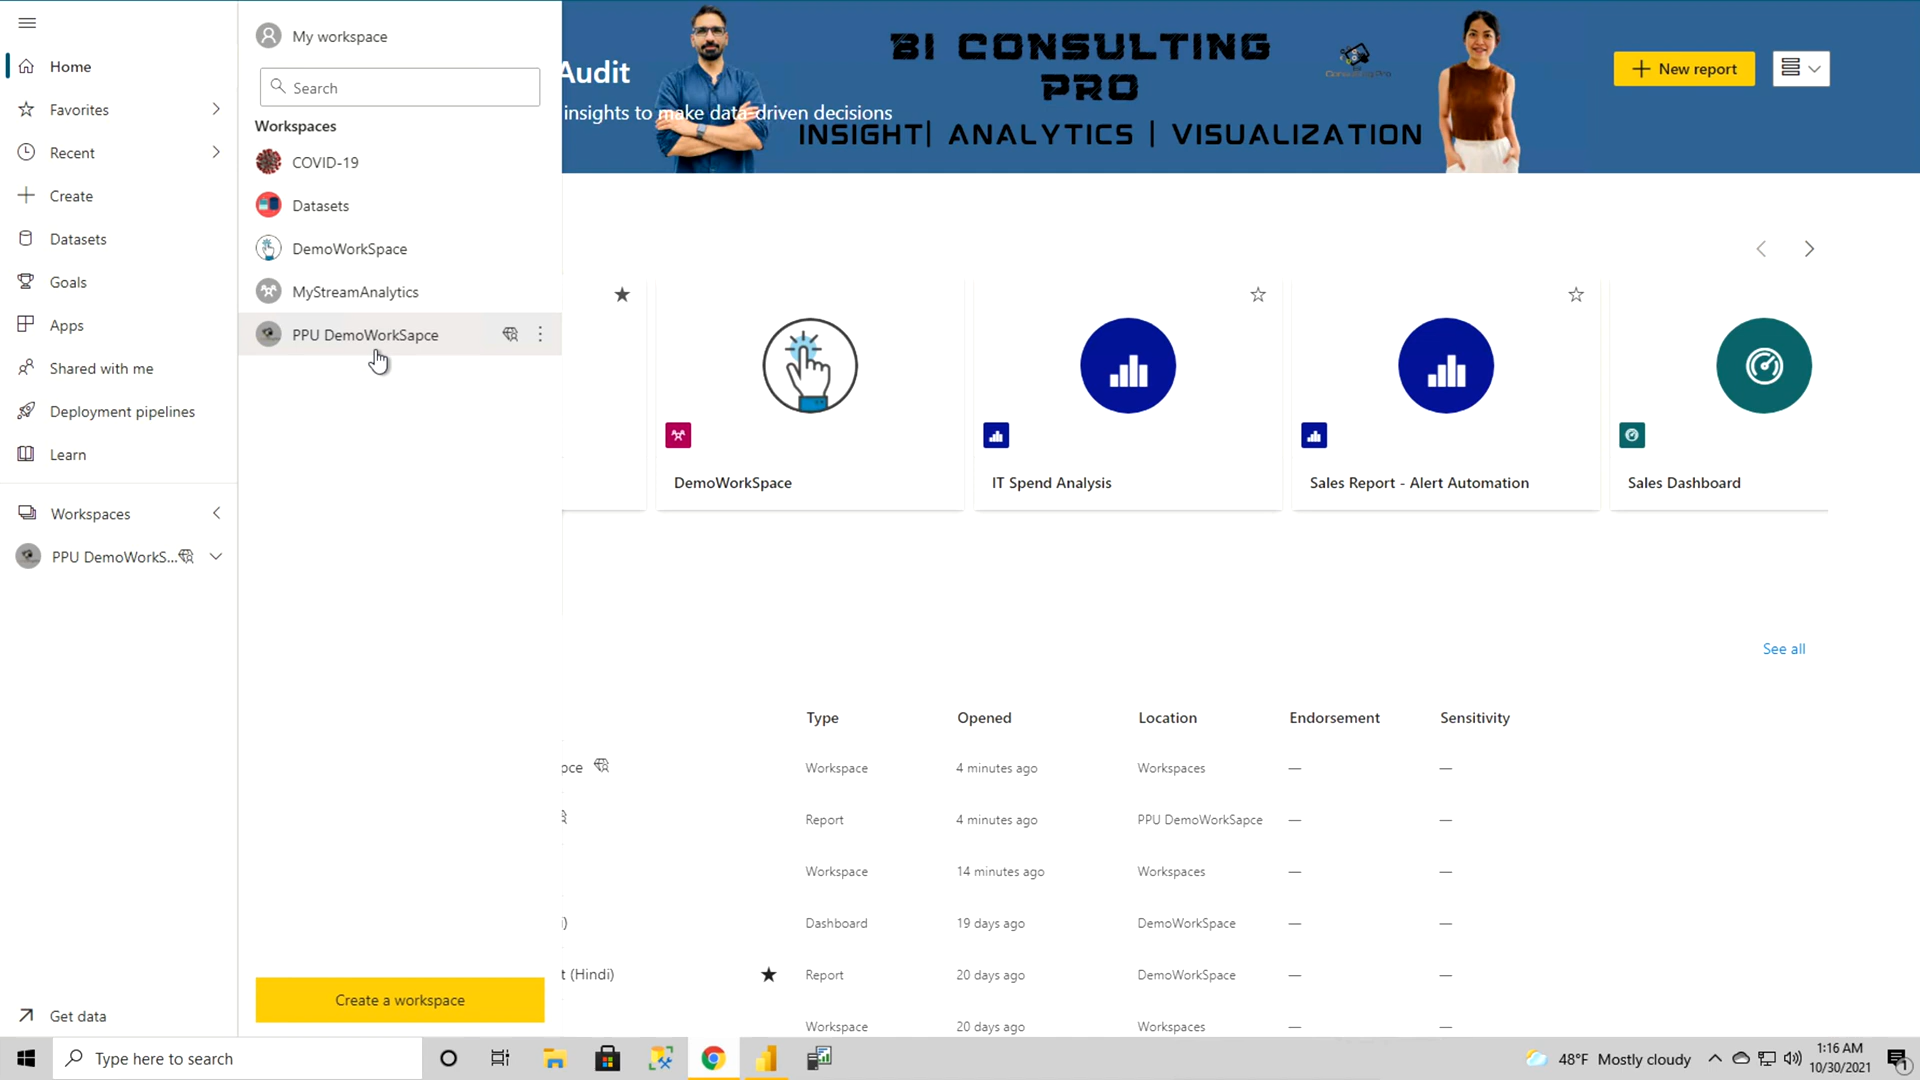 My workspace
Search
Workspaces
COVID-19
Datasets
DemoWorkSpace
MyStreamAnalytics
PPU DemoWorkSapce
Create a workspace
Home
Favorites
Recent
Create
Datasets
Goals
Apps
Shared with me
Deployment pipelines
Learn
Workspaces
PPU DemoWorkS...
Get data
Audit
insights to make data-driven decisions
BI CONSULTING
PRO
INSIGHT| ANALYTICS | VISUALIZATION
New report
DemoWorkSpace
IT Spend Analysis
Sales Report - Alert Automation
Sales Dashboard
See all
Type Opened Location Endorsement Sensitivity
pce Workspace 4 minutes ago Workspaces — —
Report 4 minutes ago PPU DemoWorkSapce — —
Workspace 14 minutes ago Workspaces — —
) Dashboard 19 days ago DemoWorkSpace — —
t (Hindi) Report 20 days ago DemoWorkSpace — —
Workspace 20 days ago Workspaces — —
Type here to search
48°F Mostly cloudy
1:16 AM
10/30/2021
1